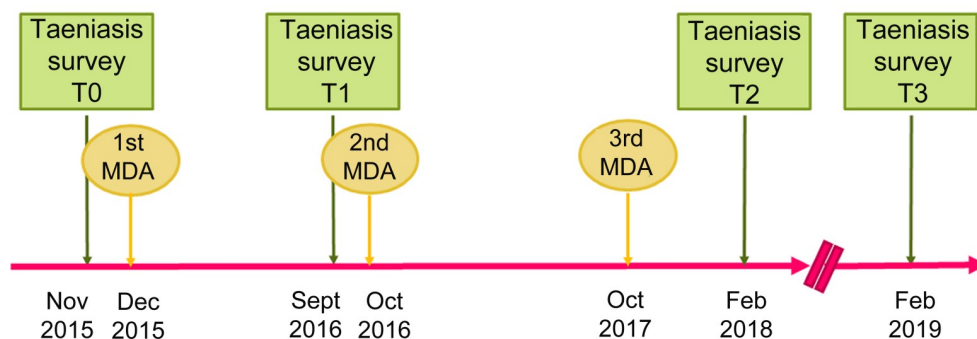 Taeniasis
survey
T0
Taeniasis
survey
T1
Taeniasis
survey
T2
Taeniasis
survey
T3
1st
MDA
2nd
MDA
3rd
MDA
Nov
2015
Dec
2015
Sept
2016
Oct
2016
Oct
2017
Feb
2018
Feb
2019